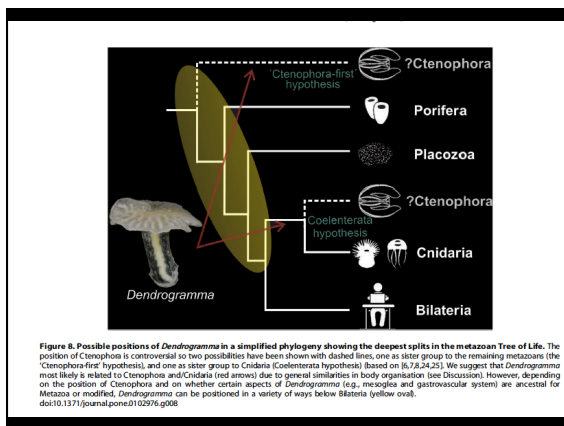 'Ctenophora-first'
hypothesis
?Ctenophora
Porifera
Placozoa
?Ctenophora
Coelenterata
hypothesis
Cnidaria
Dendrogramma
Bilateria
Figure 8. Possible positions of Dendrogramma in a simplified phylogeny showing the deepest splits in the metazoan Tree of Life. The
position of Ctenophora is controversial so two possibilities have been shown with dashed lines, one as sister group to the remaining metazoans (the
'Ctenophora-first' hypothesis), and one as sister group to Cnidaria (Coelenterata hypothesis) (based on [6,7,8,24,25]. We suggest that Dendrogramma
most likely is related to Ctenophora and/or Cnidaria (red arrows) due to general similarities in body organisation (see Discussion). However, depending
on the position of Ctenophora and on whether certain aspects of Dendrogramma (e.g., mesoglea and gastrovascular system) are ancestral for
Metazoa or modified, Dendrogramma can be positioned in a variety of ways below Bilateria (yellow oval).
doi:10.1371/journal.pone.0102976.g008